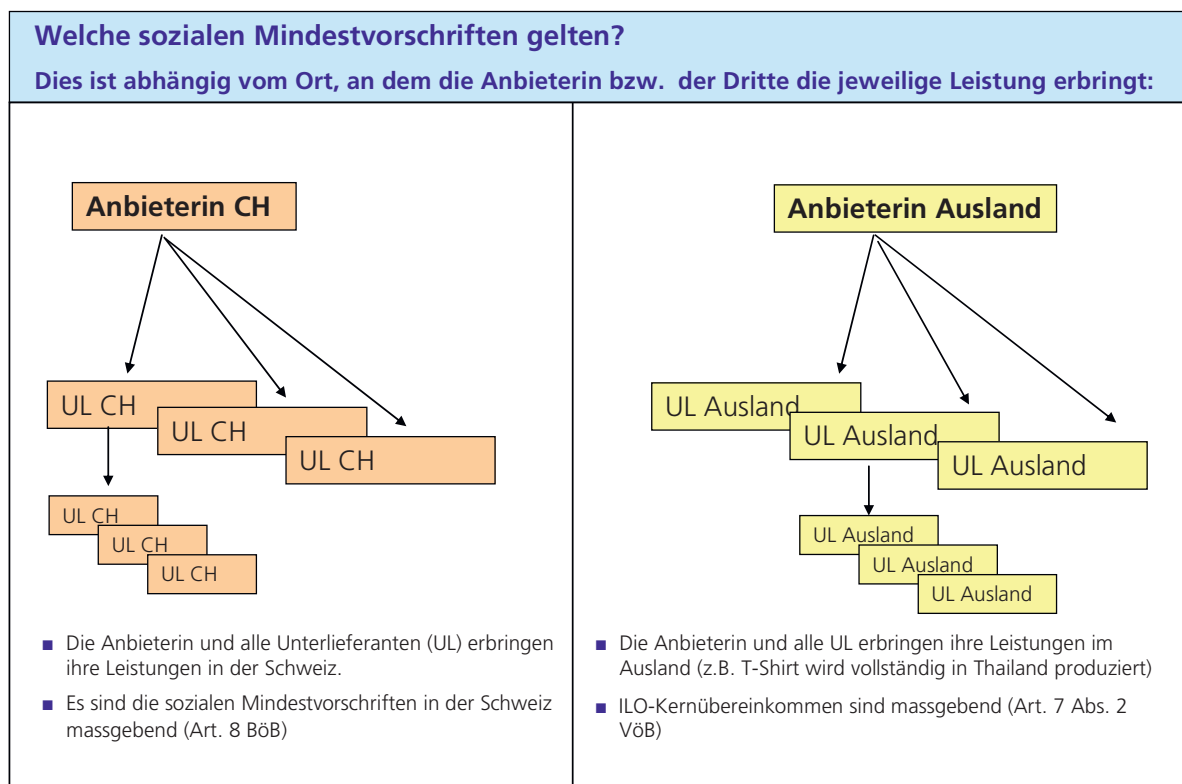 Welche sozialen Mindestvorschriften gelten?
Dies ist abhängig vom Ort, an dem die Anbieterin bzw. der Dritte die jeweilige Leistung erbringt:
Anbieterin CH
UL CH
UL CH
UL CH
UL CH
UL CH
UL CH
■ Die Anbieterin und alle Unterlieferanten (UL) erbringen
ihre Leistungen in der Schweiz.
■ Es sind die sozialen Mindestvorschriften in der Schweiz
massgebend (Art. 8 BöB)
Anbieterin Ausland
UL Ausland
UL Ausland
UL Ausland
UL Ausland
UL Ausland
UL Ausland
■ Die Anbieterin und alle UL erbringen ihre Leistungen im
Ausland (z.B. T-Shirt wird vollständig in Thailand produziert)
■ ILO-Kernübereinkommen sind massgebend (Art. 7 Abs. 2
VöB)